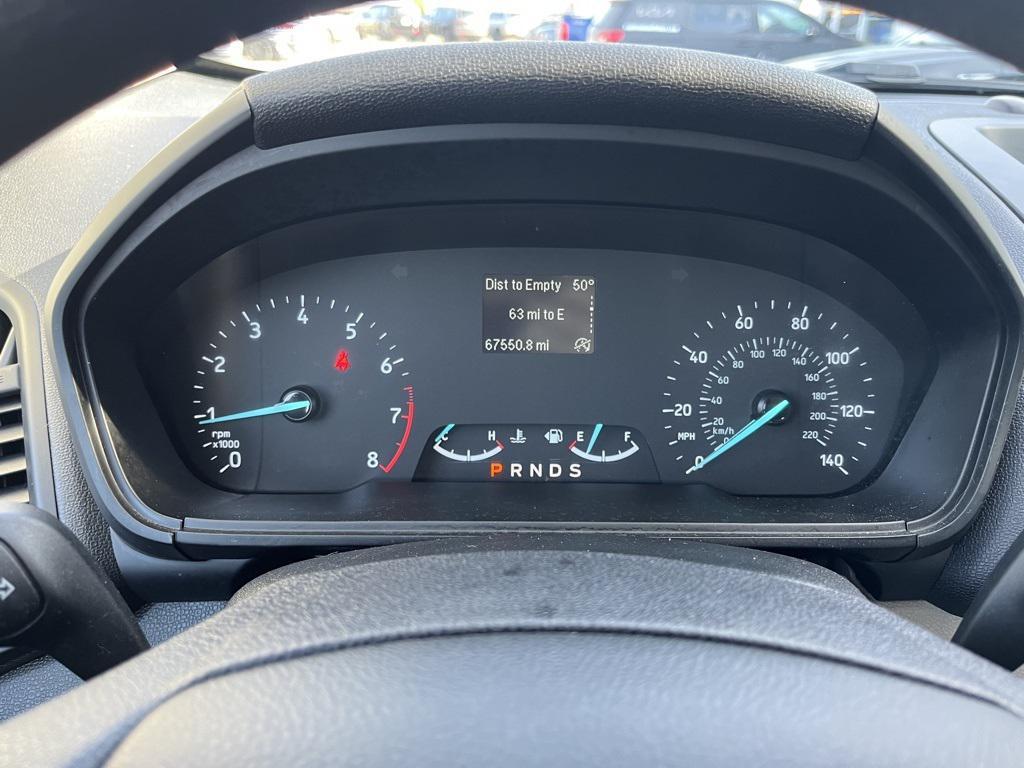 Dist to Empty 50°
63 mi to E
67550.8 mi
0 1 2 3 4 5 6 7 8
rpm
x1000
C H E F
P R N D S
0 20 40 60 80 100 120 140
MPH
20 40 60 80 100 120 140 160 180 200 220
km/h